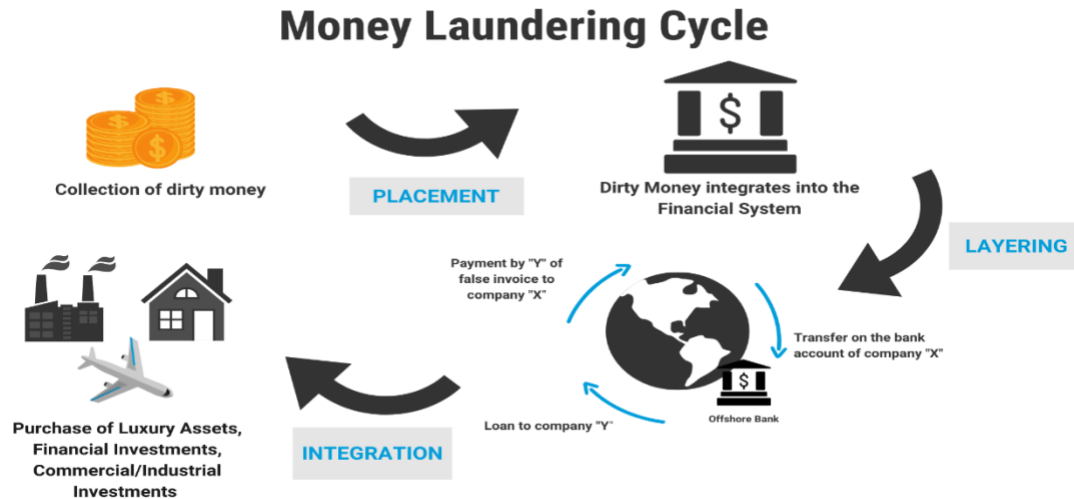 Money Laundering Cycle
Collection of dirty money
PLACEMENT
$
Dirty Money integrates into the
Financial System
LAYERING
Payment by "Y" of
false invoice to
company "X"
Transfer on the bank
account of company "X"
$
Offshore Bank
Loan to company "Y"
INTEGRATION
Purchase of Luxury Assets,
Financial Investments,
Commercial/Industrial
Investments